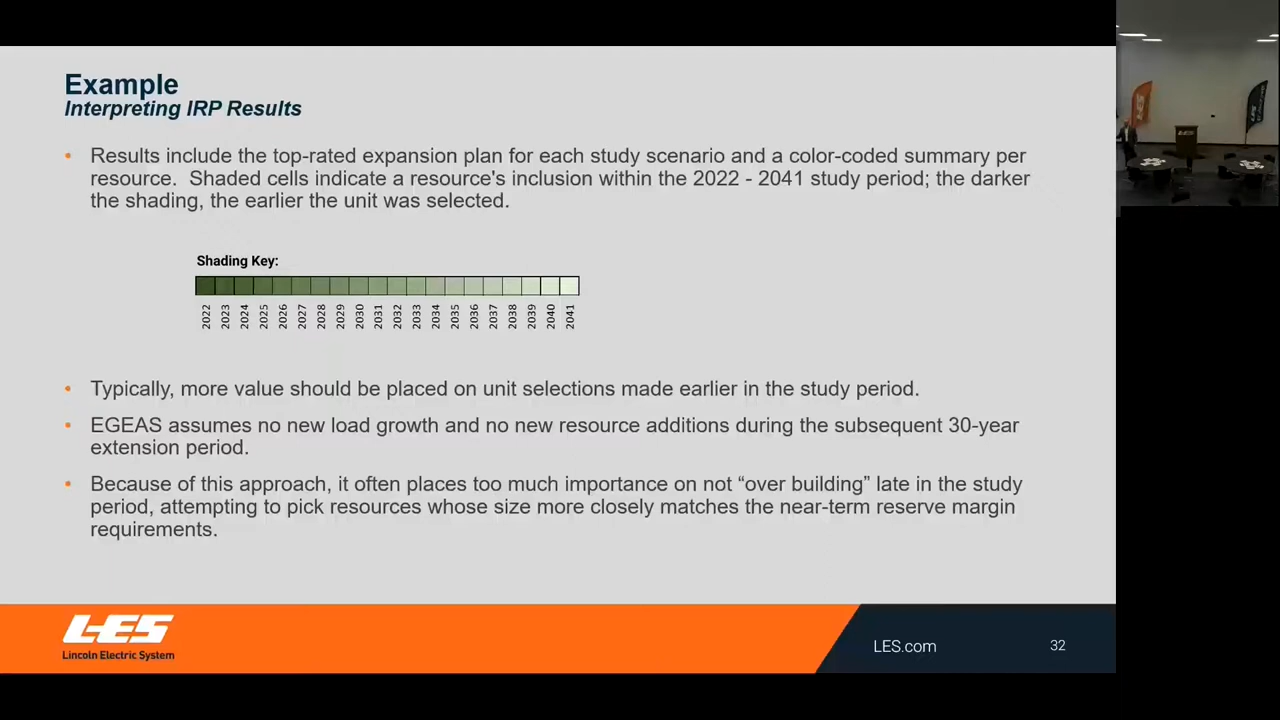 Example
Interpreting IRP Results
• Results include the top-rated expansion plan for each study scenario and a color-coded summary per
resource. Shaded cells indicate a resource's inclusion within the 2022 - 2041 study period; the darker
the shading, the earlier the unit was selected.
Shading Key:
2022 2023 2024 2025 2026 2027 2028 2029 2030 2031 2032 2033 2034 2035 2036 2037 2038 2039 2040 2041
• Typically, more value should be placed on unit selections made earlier in the study period.
• EGEAS assumes no new load growth and no new resource additions during the subsequent 30-year
extension period.
• Because of this approach, it often places too much importance on not “over building” late in the study
period, attempting to pick resources whose size more closely matches the near-term reserve margin
requirements.
LES
Lincoln Electric System
LES.com
32
LES